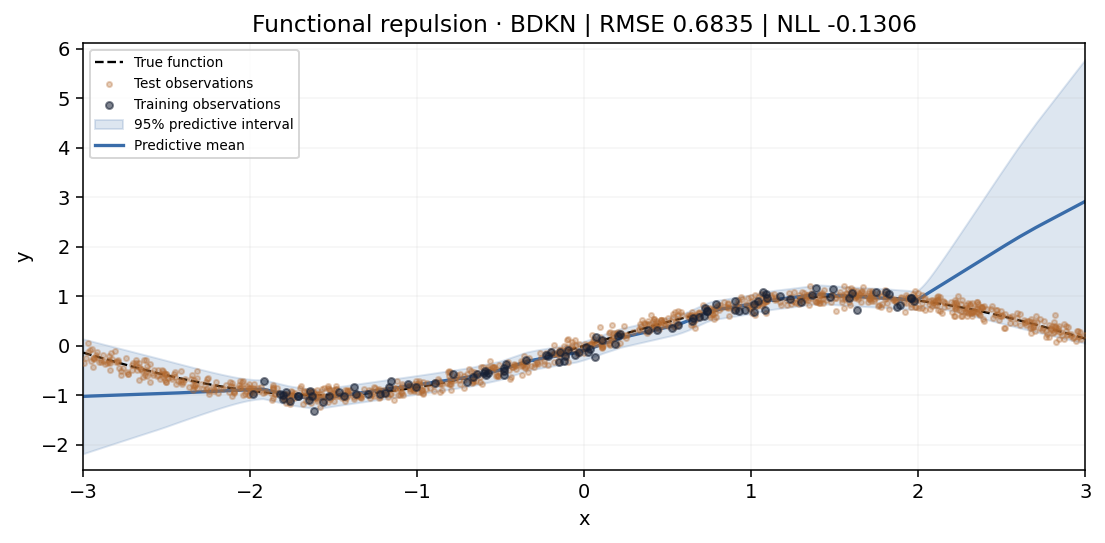 Functional repulsion · BDKN | RMSE 0.6835 | NLL -0.1306
True function
Test observations
Training observations
95% predictive interval
Predictive mean
6
5
4
3
2
1
0
−1
−2
y
−3 −2 −1 0 1 2 3
x